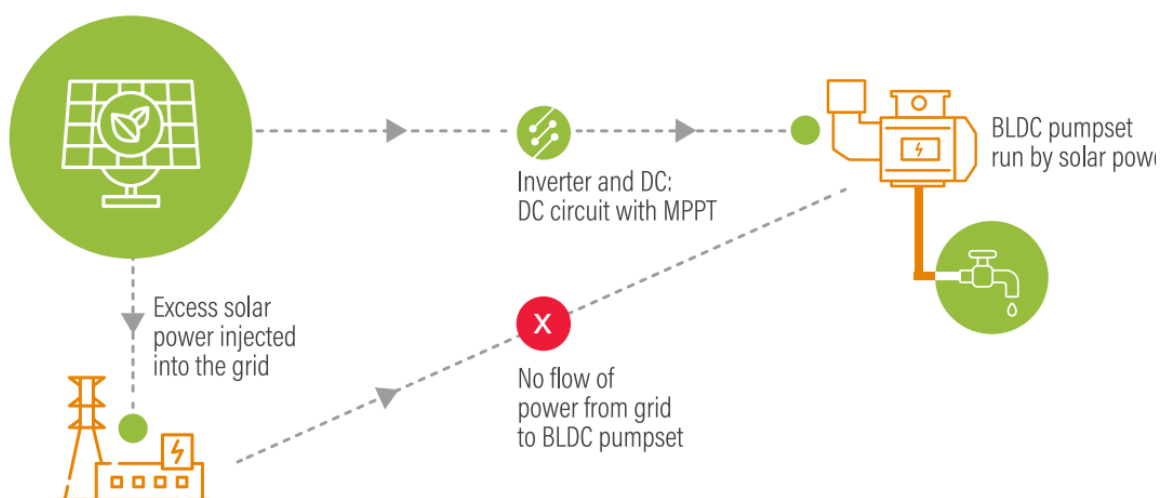 Inverter and DC:
DC circuit with MPPT
BLDC pumpset
run by solar
Excess solar
power injected
into the grid
X
No flow of
power from grid
to BLDC pumpset